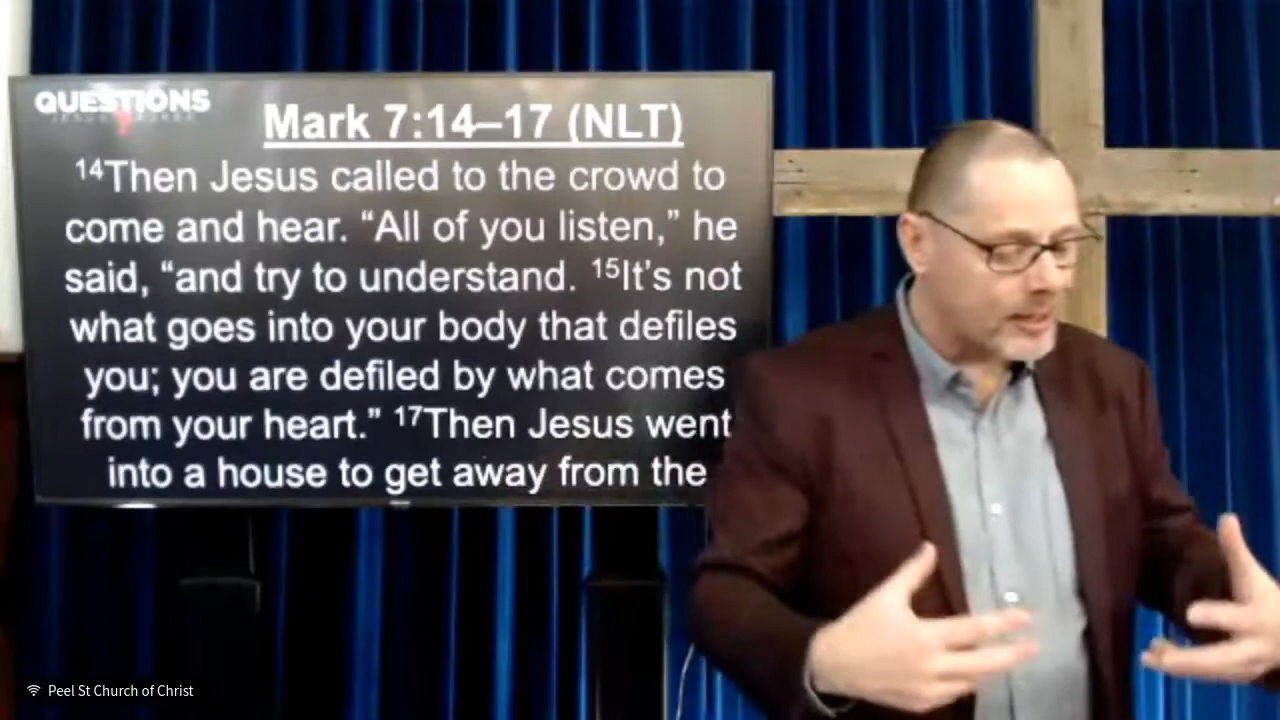 QUESTIONS
JESUS
Mark 7:14–17 (NLT)
14Then Jesus called to the crowd to
come and hear. “All of you listen,” he
said, “and try to understand. 15It’s not
what goes into your body that defiles
you; you are defiled by what comes
from your heart.” 17Then Jesus went
into a house to get away from the
Peel St Church of Christ